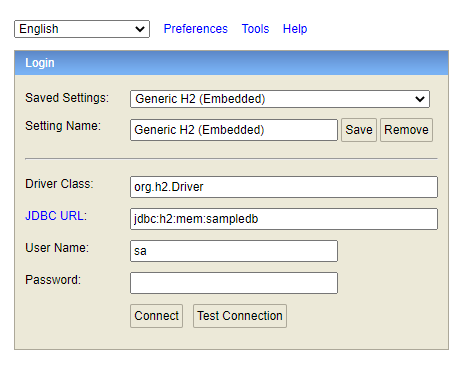 English Preferences Tools Help
Login
Saved Settings: Generic H2 (Embedded)
Setting Name: Generic H2 (Embedded) Save Remove
Driver Class: org.h2.Driver
JDBC URL: jdbc:h2:mem:sampledb
User Name: sa
Password:
Connect Test Connection